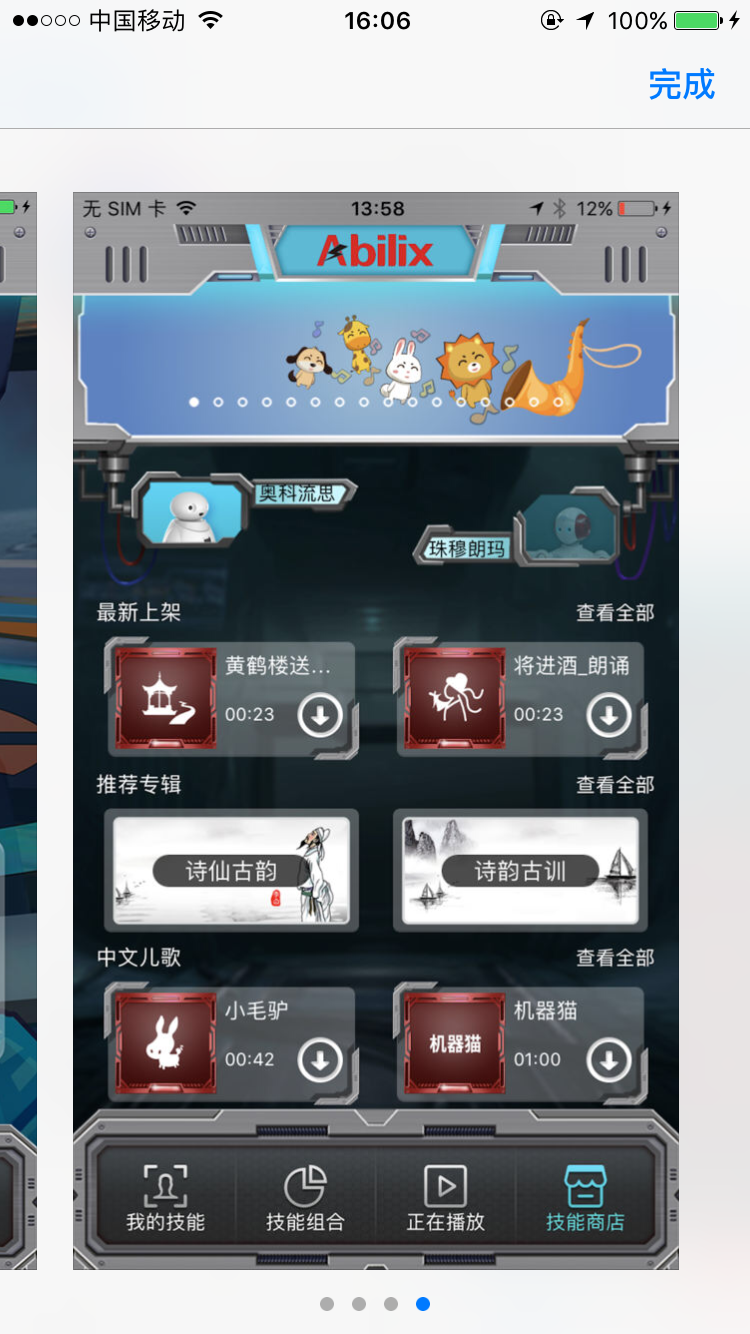 中国移动 16:06 100%
完成
无 SIM 卡 13:58 12%
Abilix
奥科流思
珠穆朗玛
最新上架 查看全部
黄鹤楼送... 将进酒_朗诵
00:23 00:23
推荐专辑 查看全部
诗仙古韵 诗韵古训
中文儿歌 查看全部
小毛驴 机器猫
机器猫
00:42 01:00
我的技能 技能组合 正在播放 技能商店